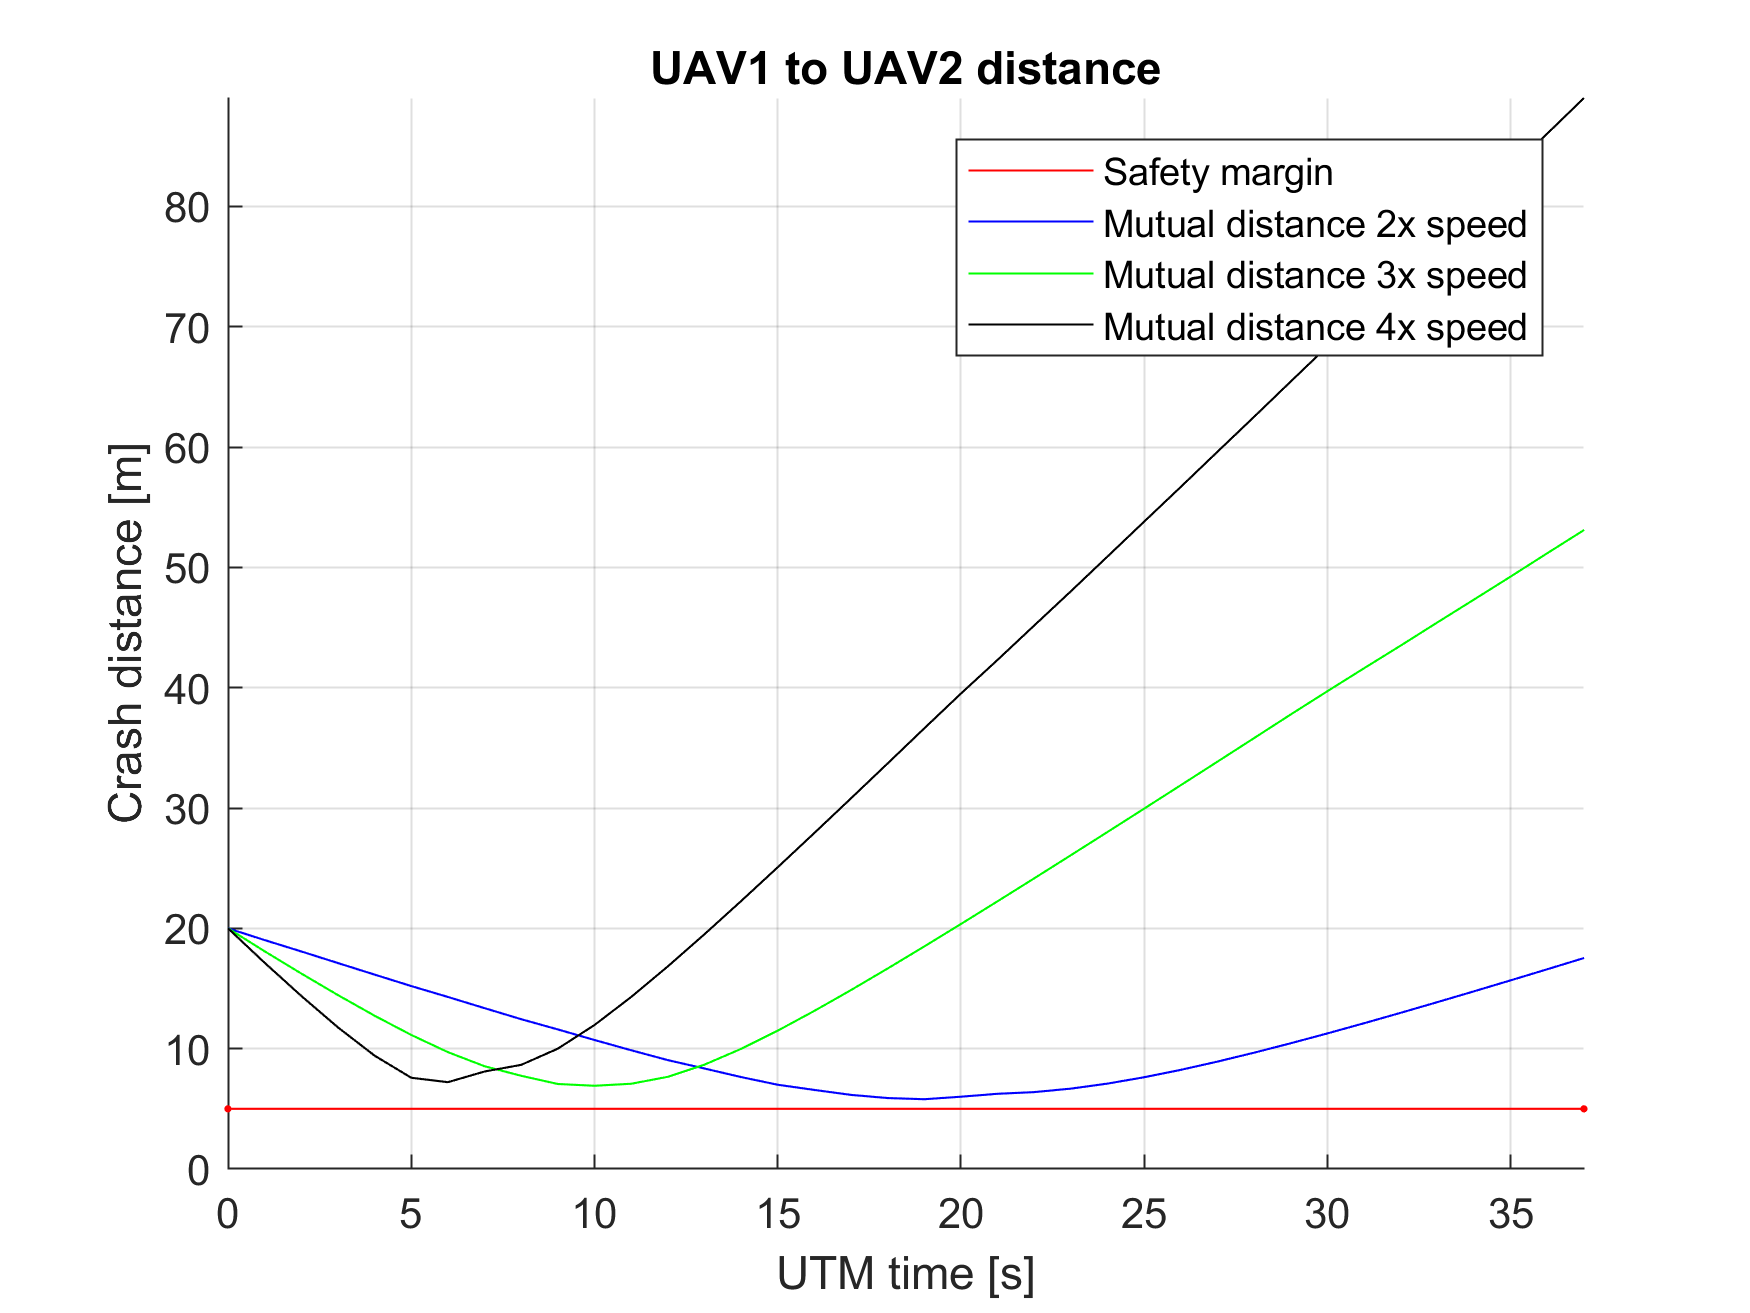 UAV1 to UAV2 distance
Safety margin
Mutual distance 2x speed
Mutual distance 3x speed
Mutual distance 4x speed
Crash distance [m]
80
70
60
50
40
30
20
10
0
0 5 10 15 20 25 30 35
UTM time [s]